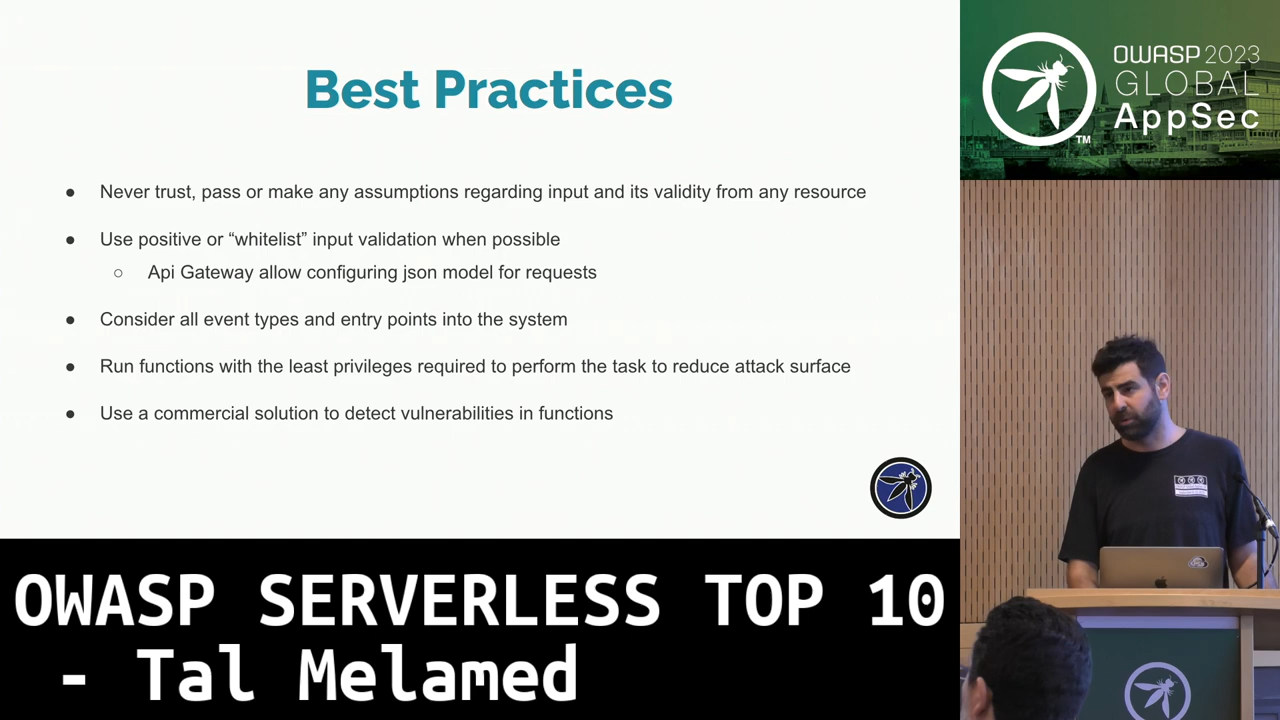 Best Practices
● Never trust, pass or make any assumptions regarding input and its validity from any resource
● Use positive or “whitelist” input validation when possible
○ Api Gateway allow configuring json model for requests
● Consider all event types and entry points into the system
● Run functions with the least privileges required to perform the task to reduce attack surface
● Use a commercial solution to detect vulnerabilities in functions
OWASP 2023
GLOBAL
AppSec
TM
OWASP SERVERLESS TOP 10
- Tal Melamed